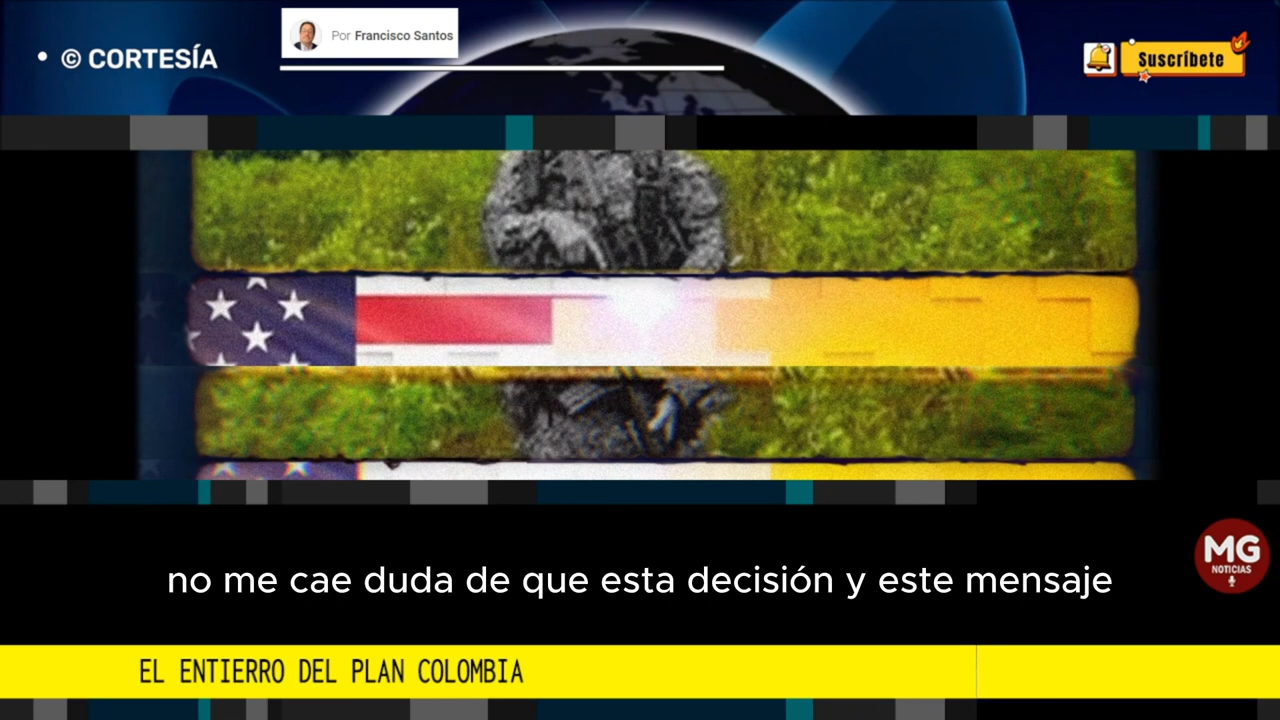 • © CORTESÍA
Por Francisco Santos
Suscríbete
MG
NOTICIAS
no me cae duda de que esta decisión y este mensaje
EL ENTIERRO DEL PLAN COLOMBIA